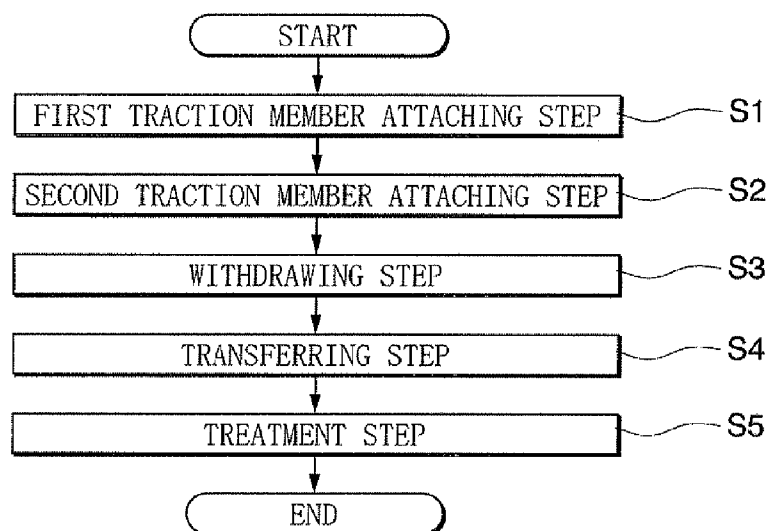 START
FIRST TRACTION MEMBER ATTACHING STEP S1
SECOND TRACTION MEMBER ATTACHING STEP S2
WITHDRAWING STEP S3
TRANSFERRING STEP S4
TREATMENT STEP S5
END